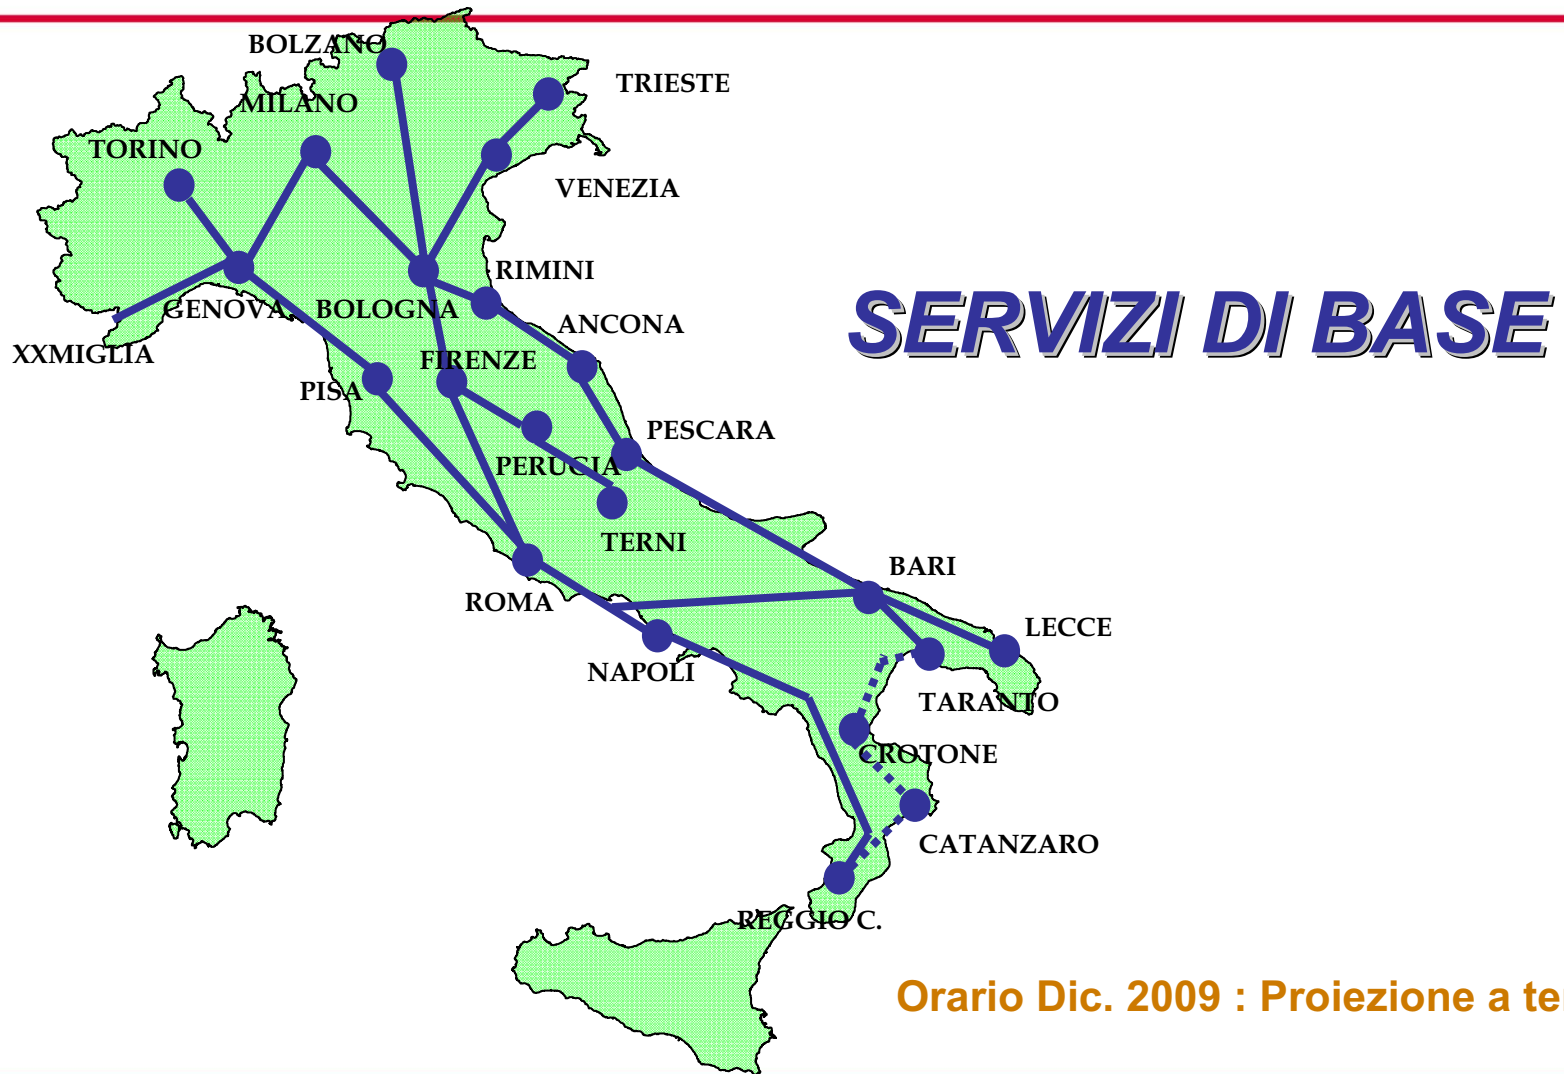 BOLZANO
TRIESTE
MILANO
TORINO
VENEZIA
RIMINI
GENOVA
BOLOGNA
ANCONA
SERVIZI DI BASE
XXMIGLIA
FIRENZE
PISA
PESCARA
PERUGIA
TERNI
BARI
ROMA
LECCE
NAPOLI
TARANTO
CROTONE
CATANZARO
REGGIO C.
Orario Dic. 2009 : Proiezione a